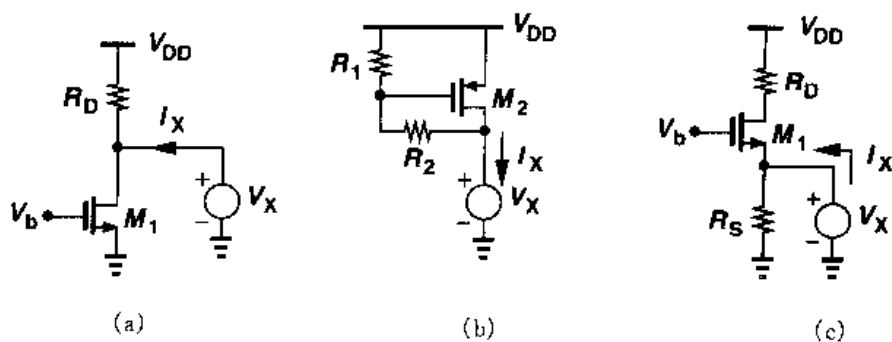 V_DD
R_D
I_X
V_b
M_1
+
−
V_X
(a)
V_DD
R_1
M_2
R_2
I_X
+
−
V_X
(b)
V_DD
R_D
V_b
M_1
I_X
R_S
+
−
V_X
(c)